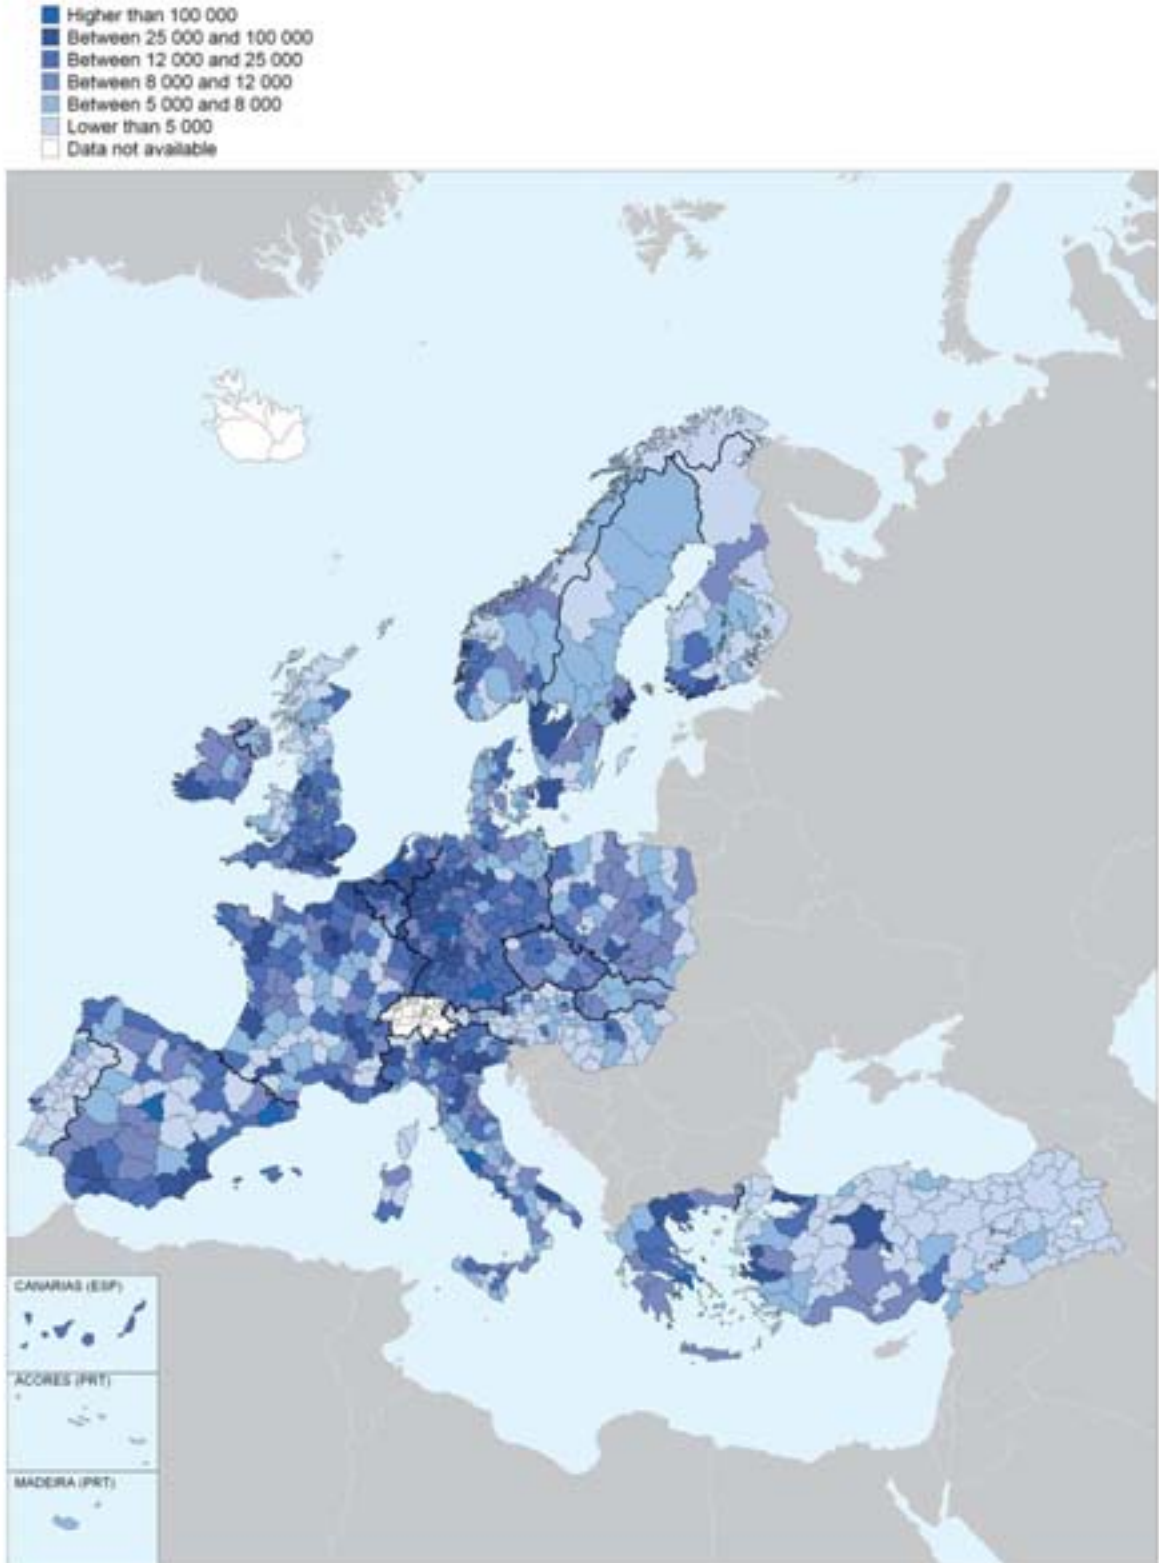 Higher than 100 000
Between 25 000 and 100 000
Between 12 000 and 25 000
Between 8 000 and 12 000
Between 5 000 and 8 000
Lower than 5 000
Data not available
CANARIAS (ESP)
ACORES (PRT)
MADEIRA (PRT)